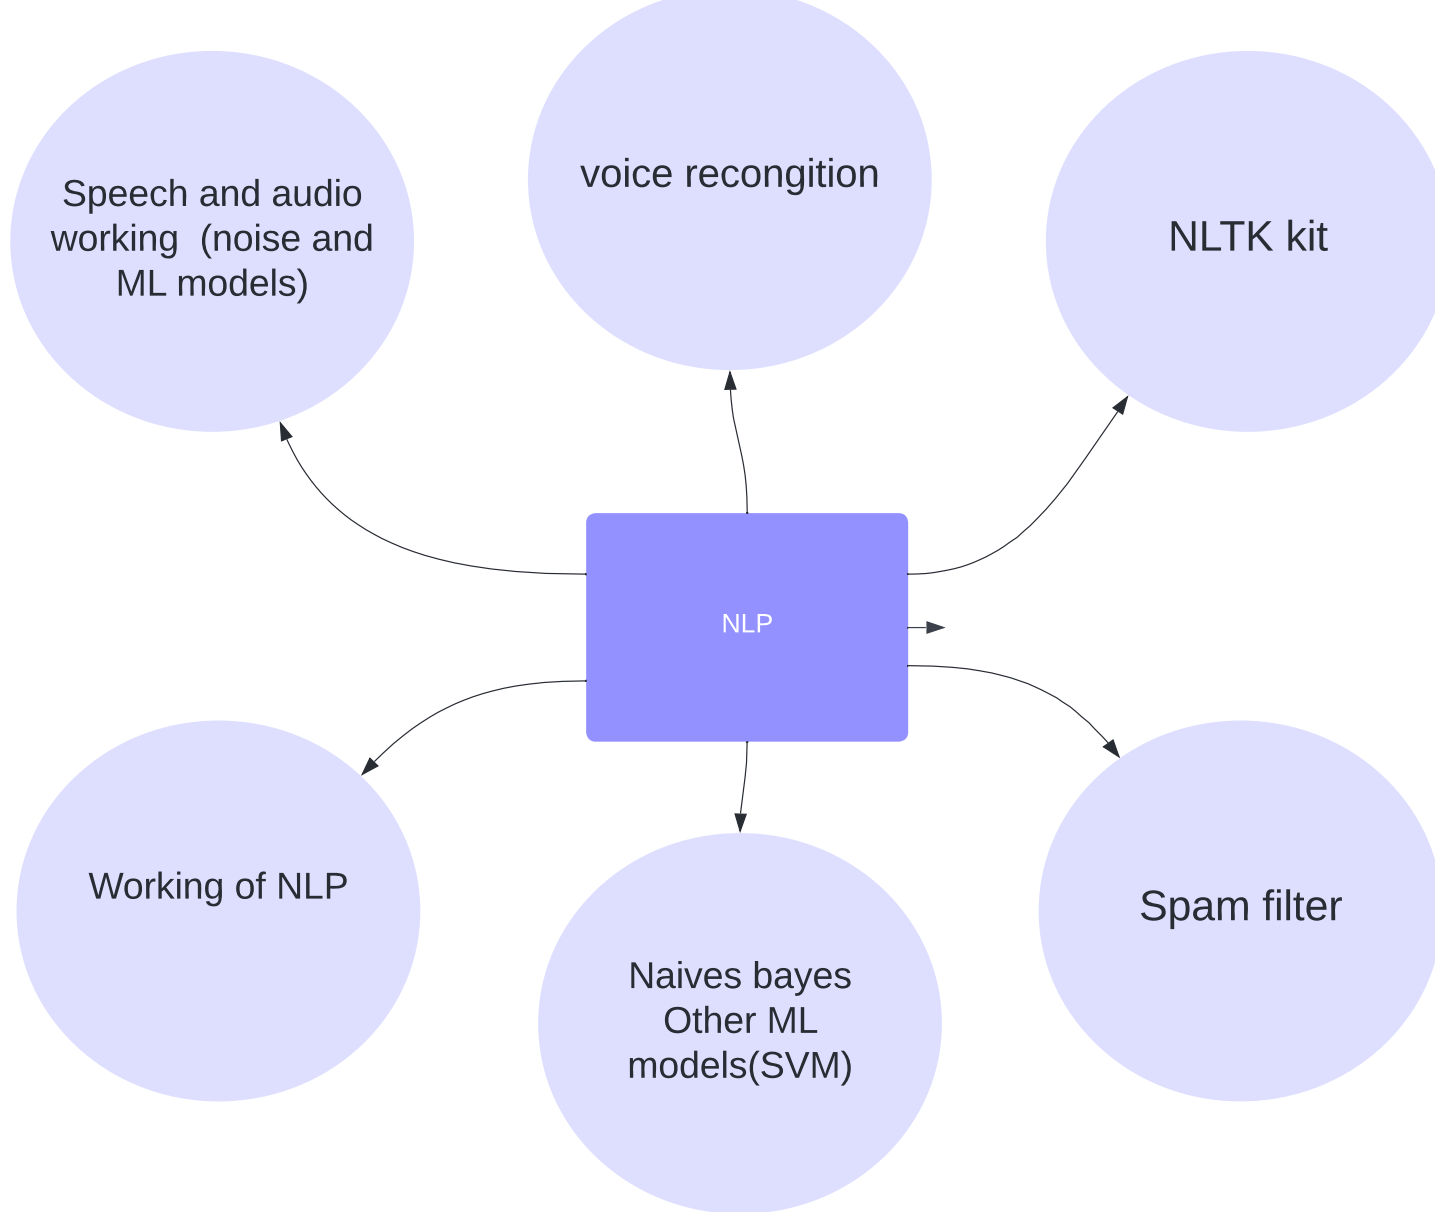 voice recongition
Speech and audio
working  (noise and
ML models)
NLTK kit
NLP
Working of NLP
Spam filter
Naives bayes
Other ML
models(SVM)